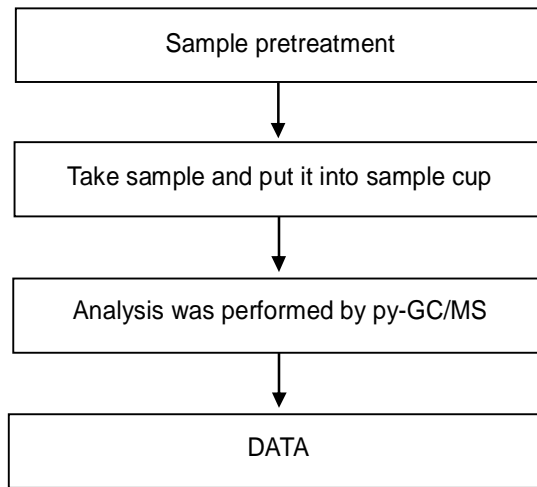 Sample pretreatment
Take sample and put it into sample cup
Analysis was performed by py-GC/MS
DATA